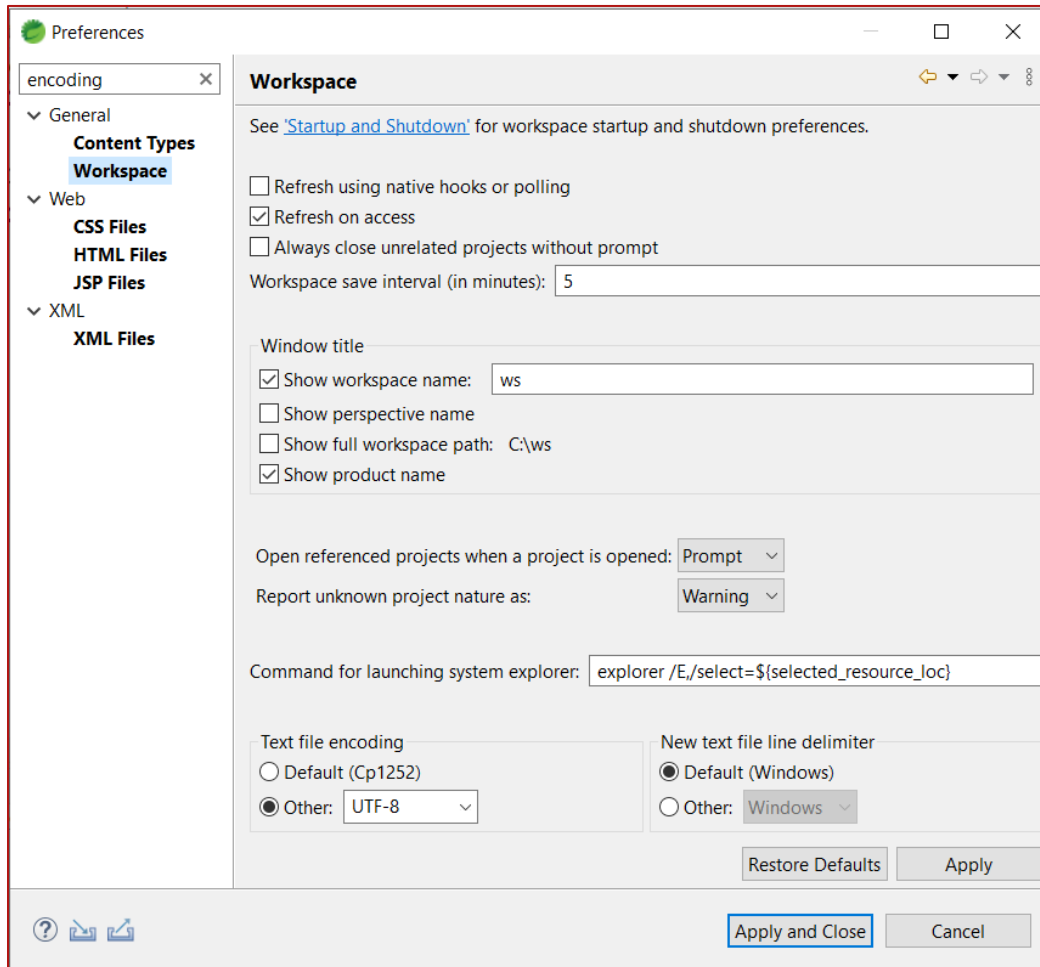 Preferences
encoding
General
Content Types
Workspace
Web
CSS Files
HTML Files
JSP Files
XML
XML Files
Workspace
See 'Startup and Shutdown' for workspace startup and shutdown preferences.
Refresh using native hooks or polling
Refresh on access
Always close unrelated projects without prompt
Workspace save interval (in minutes): 5
Window title
Show workspace name: ws
Show perspective name
Show full workspace path: C:\ws
Show product name
Open referenced projects when a project is opened: Prompt
Report unknown project nature as: Warning
Command for launching system explorer: explorer /E,/select=${selected_resource_loc}
Text file encoding
Default (Cp1252)
Other: UTF-8
New text file line delimiter
Default (Windows)
Other: Windows
Restore Defaults Apply
? Apply and Close Cancel